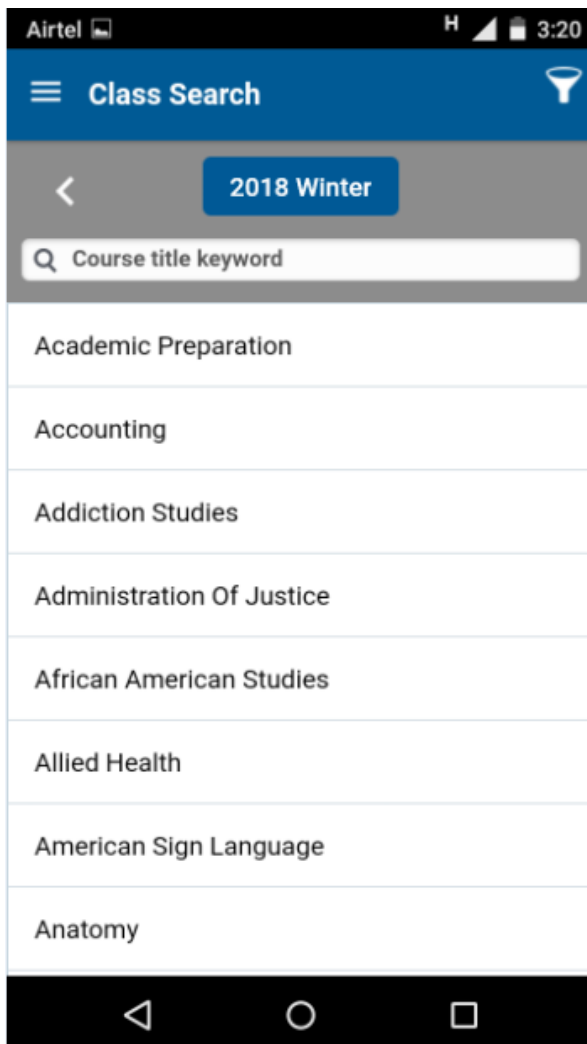 Airtel H 3:20
Class Search
2018 Winter
Course title keyword
Academic Preparation
Accounting
Addiction Studies
Administration Of Justice
African American Studies
Allied Health
American Sign Language
Anatomy